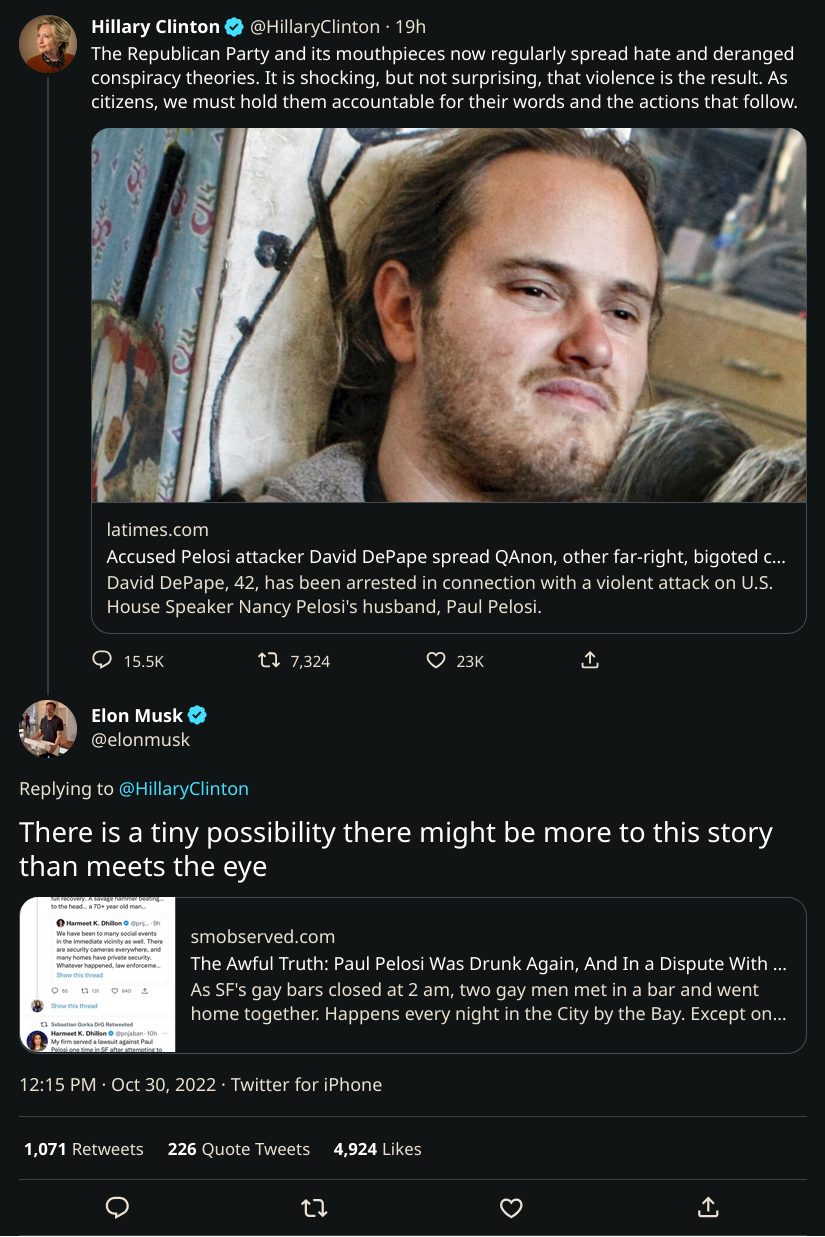 Hillary Clinton @HillaryClinton · 19h
The Republican Party and its mouthpieces now regularly spread hate and deranged
conspiracy theories. It is shocking, but not surprising, that violence is the result. As
citizens, we must hold them accountable for their words and the actions that follow.
latimes.com
Accused Pelosi attacker David DePape spread QAnon, other far-right, bigoted c...
David DePape, 42, has been arrested in connection with a violent attack on U.S.
House Speaker Nancy Pelosi's husband, Paul Pelosi.
15.5K 7,324 23K
Elon Musk
@elonmusk
Replying to @HillaryClinton
There is a tiny possibility there might be more to this story
than meets the eye
full recovery. A savage hammer beating...
to the head... a 70+ year old man...
Harmeet K. Dhillon @pnj... · 9h
We have been to many social events
in the immediate vicinity as well. There
are security cameras everywhere, and
many homes have private security.
Whatever happened, law enforceme...
Show this thread
65 131 640
Show this thread
Sebastian Gorka DrG Retweeted
Harmeet K. Dhillon @pnjaban · 10h
My firm served a lawsuit against Paul
Pelosi one time in SF after attempting to
smobserved.com
The Awful Truth: Paul Pelosi Was Drunk Again, And In a Dispute With ...
As SF's gay bars closed at 2 am, two gay men met in a bar and went
home together. Happens every night in the City by the Bay. Except on...
12:15 PM · Oct 30, 2022 · Twitter for iPhone
1,071 Retweets 226 Quote Tweets 4,924 Likes